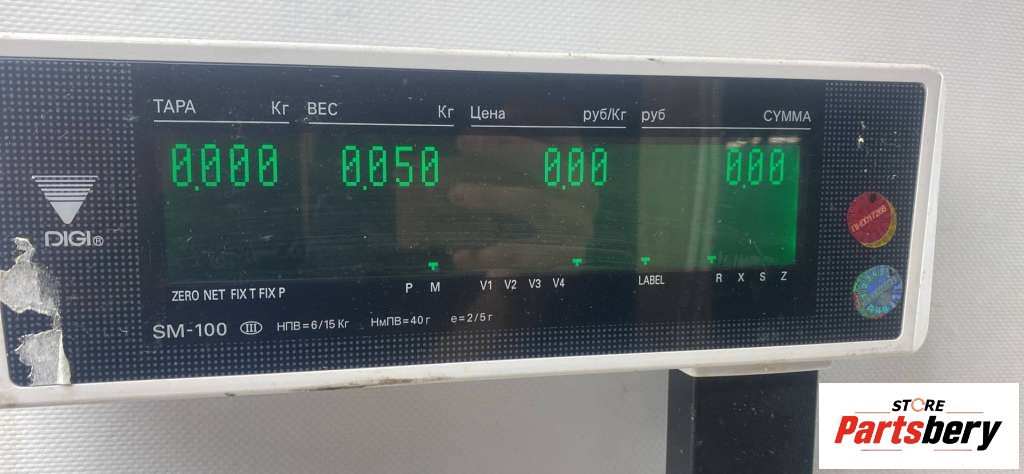 ТАРА Кг ВЕС Кг Цена руб/Кг руб СУММА
0.000 0.050 0.00 0.00
DIGI®
ZERO NET FIX T FIX P P M V1 V2 V3 V4 LABEL R X S Z
SM-100 III НПВ=6/15 Кг НмПВ=40 г e=2/5 г
STORE
Partsbery